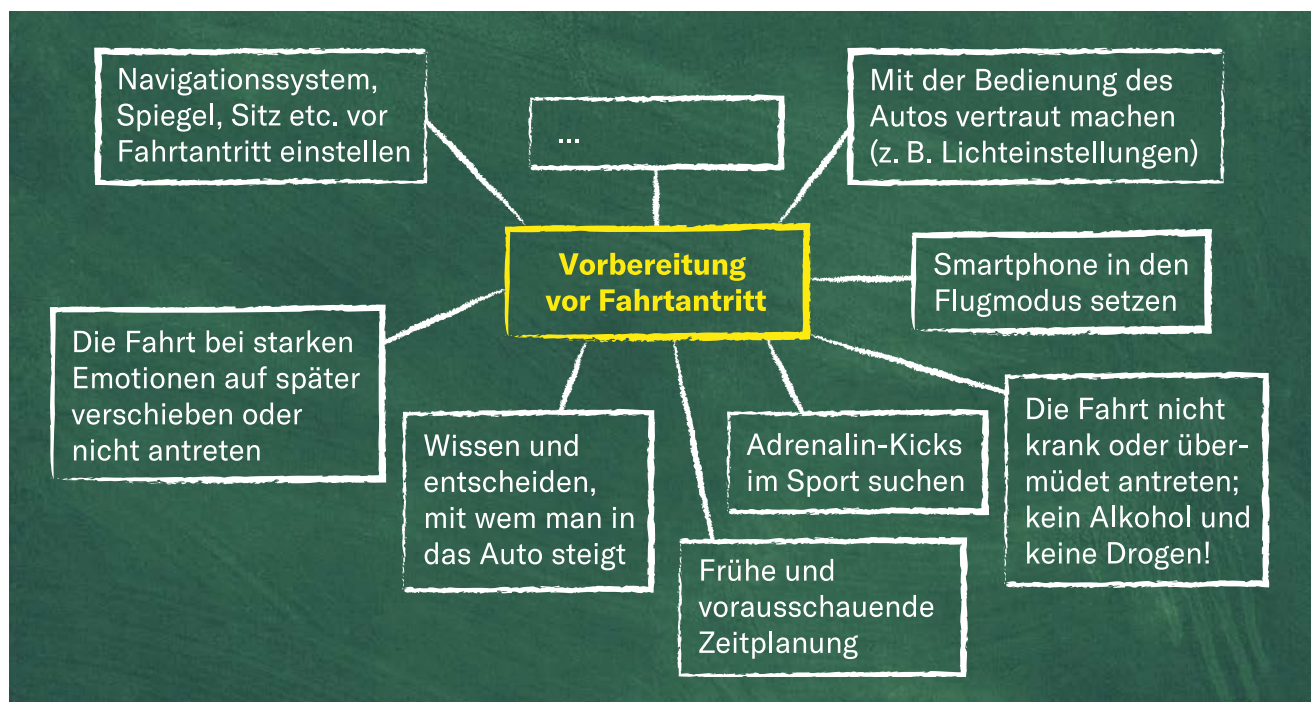 Navigationssystem,
Spiegel, Sitz etc. vor
Fahrtantritt einstellen
...
Mit der Bedienung des
Autos vertraut machen
(z. B. Lichteinstellungen)
Vorbereitung
vor Fahrtantritt
Smartphone in den
Flugmodus setzen
Die Fahrt bei starken
Emotionen auf später
verschieben oder
nicht antreten
Wissen und
entscheiden,
mit wem man in
das Auto steigt
Adrenalin-Kicks
im Sport suchen
Die Fahrt nicht
krank oder über-
müdet antreten;
kein Alkohol und
keine Drogen!
Frühe und
vorausschauende
Zeitplanung